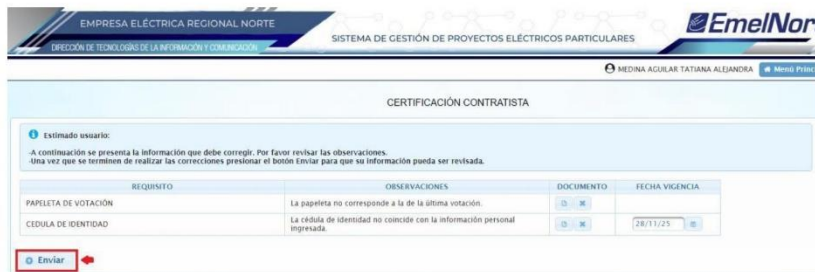 EMPRESA ELÉCTRICA REGIONAL NORTE
DIRECCIÓN DE TECNOLOGÍAS DE LA INFORMACIÓN Y COMUNICACIÓN
SISTEMA DE GESTIÓN DE PROYECTOS ELÉCTRICOS PARTICULARES
EmelNor
MEDINA AGUILAR TATIANA ALEJANDRA
Menú Princ
CERTIFICACIÓN CONTRATISTA
Estimado usuario:
-A continuación se presenta la información que debe corregir. Por favor revisar las observaciones.
-Una vez que se terminen de realizar las correcciones presionar el botón Enviar para que su información pueda ser revisada.
REQUISITO OBSERVACIONES DOCUMENTO FECHA VIGENCIA
PAPELETA DE VOTACIÓN La papeleta no corresponde a la de la última votación.
CEDULA DE IDENTIDAD La cédula de identidad no coincide con la información personal ingresada. 28/11/25
Enviar